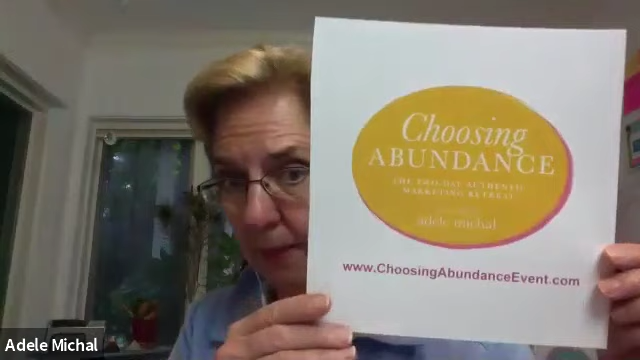 Choosing
ABUNDANCE
THE TWO-DAY AUTHENTIC
MARKETING RETREAT
adele michal
www.ChoosingAbundanceEvent.com
Adele Michal